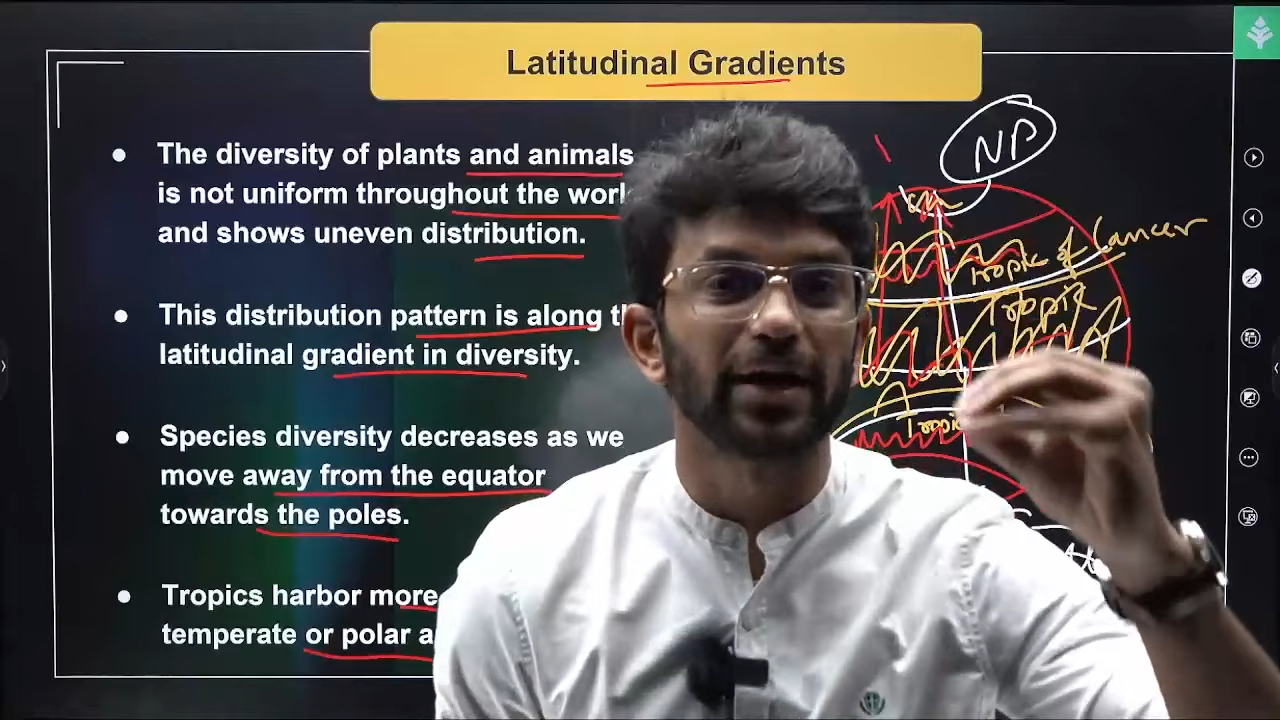 Latitudinal Gradients
The diversity of plants and animals
is not uniform throughout the worl
and shows uneven distribution.
This distribution pattern is along t
latitudinal gradient in diversity.
Species diversity decreases as we
move away from the equator
towards the poles.
Tropics harbor more
temperate or polar a
NP
Tropic of Cancer
Tropic
Tropic